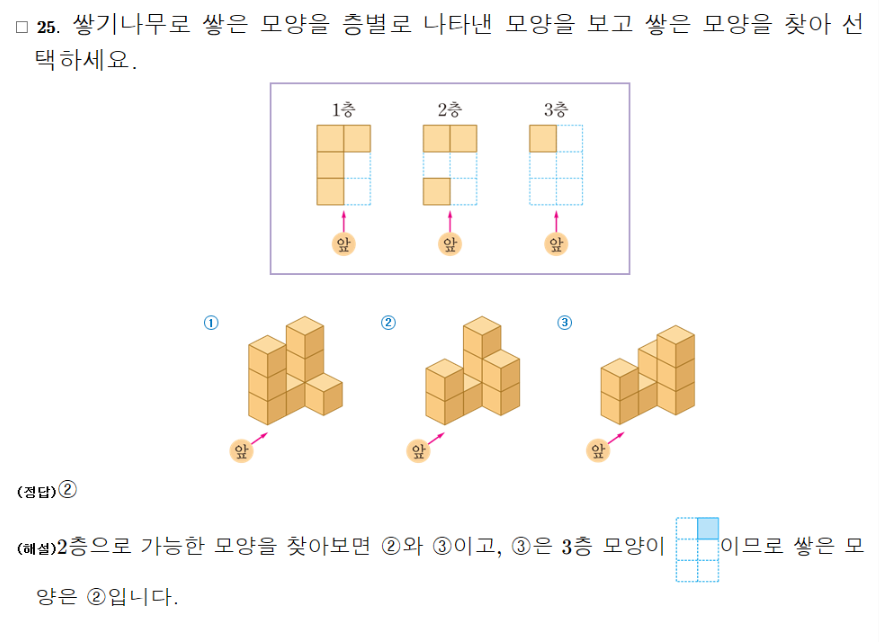 □ 25. 쌓기나무로 쌓은 모양을 층별로 나타낸 모양을 보고 쌓은 모양을 찾아 선
택하세요.
1층 2층 3층
앞 앞 앞
① ② ③
앞 앞 앞
(정답)②
(해설)2층으로 가능한 모양을 찾아보면 ②와 ③이고, ③은 3층 모양이 이므로 쌓은 모
양은 ②입니다.